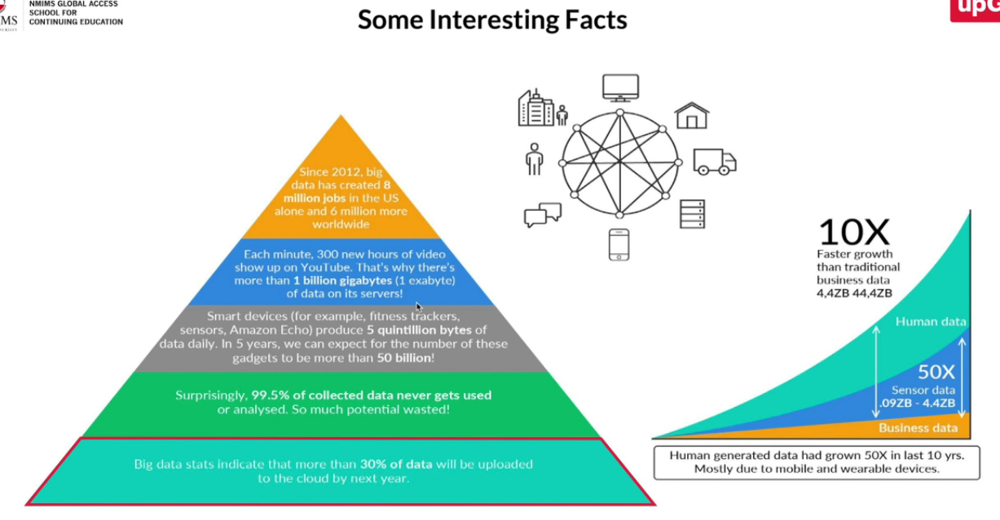 NMIMS GLOBAL ACCESS
SCHOOL FOR
CONTINUING EDUCATION
Some Interesting Facts
Since 2012, big
data has created 8
million jobs in the US
alone and 6 million more
worldwide
Each minute, 300 new hours of video
show up on YouTube. That's why there's
more than 1 billion gigabytes (1 exabyte)
of data on its servers!
Smart devices (for example, fitness trackers,
sensors, Amazon Echo) produce 5 quintillion bytes of
data daily. In 5 years, we can expect for the number of these
gadgets to be more than 50 billion!
Surprisingly, 99.5% of collected data never gets used
or analysed. So much potential wasted!
Big data stats indicate that more than 30% of data will be uploaded
to the cloud by next year.
10X
Faster growth
than traditional
business data
4,4ZB 44,4ZB
Human data
50X
Sensor data
.09ZB - 4.4ZB
Business data
Human generated data had grown 50X in last 10 yrs.
Mostly due to mobile and wearable devices.